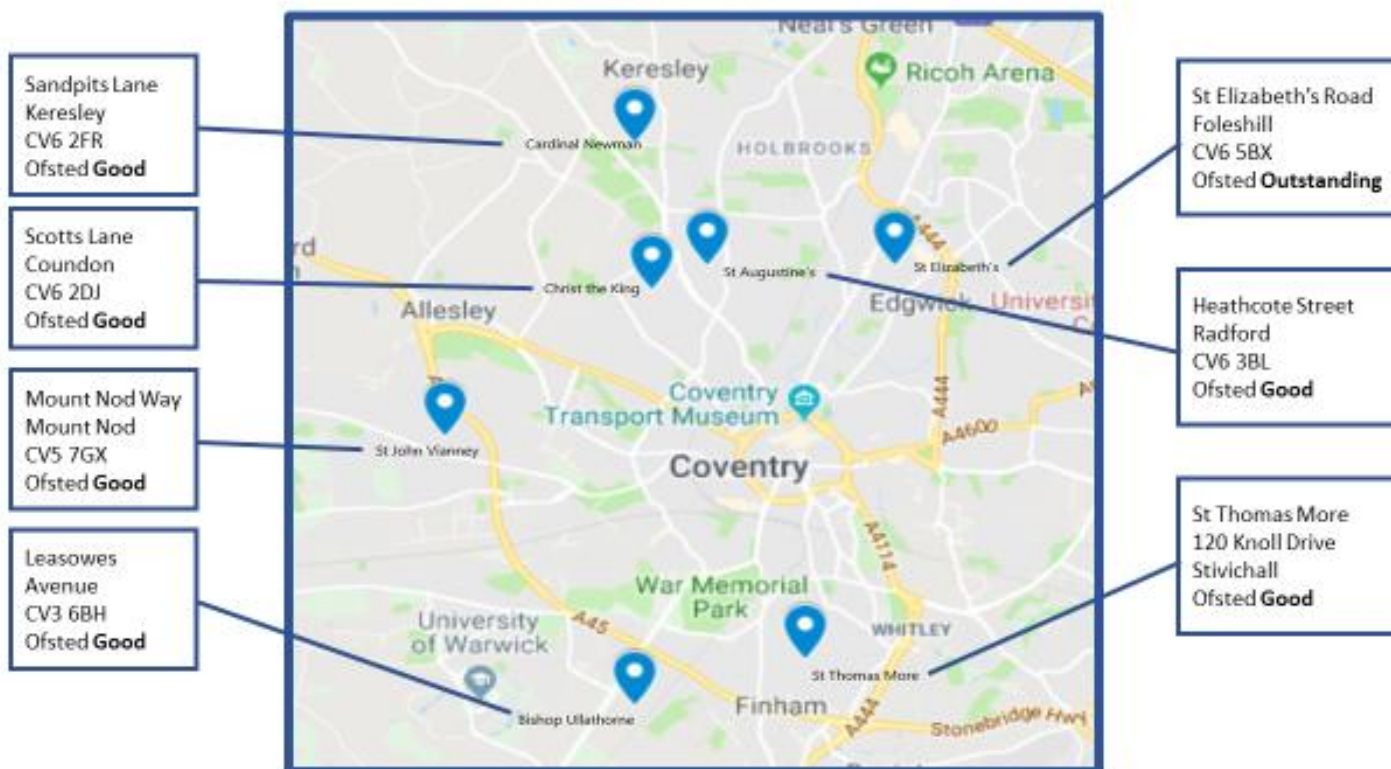 Sandpits Lane
Keresley
CV6 2FR
Ofsted Good
Scotts Lane
Coundon
CV6 2DJ
Ofsted Good
Mount Nod Way
Mount Nod
CV5 7GX
Ofsted Good
Leasowes
Avenue
CV3 6BH
Ofsted Good
Neal's Green
Keresley
Ricoh Arena
Cardinal Newman
HOLBROOKS
A444
St Augustine's
St Elizabeth's
Christ the King
Edgwick
Allesley
Coventry
Transport Museum
A444
A4600
St John Vianney
Coventry
A4114
War Memorial
Park
University
of Warwick
A45
WHITLEY
St Thomas More
Bishop Ullathorne
Finham
A444
Stonebridge Hwy
St Elizabeth's Road
Foleshill
CV6 5BX
Ofsted Outstanding
Heathcote Street
Radford
CV6 3BL
Ofsted Good
St Thomas More
120 Knoll Drive
Stivichall
Ofsted Good